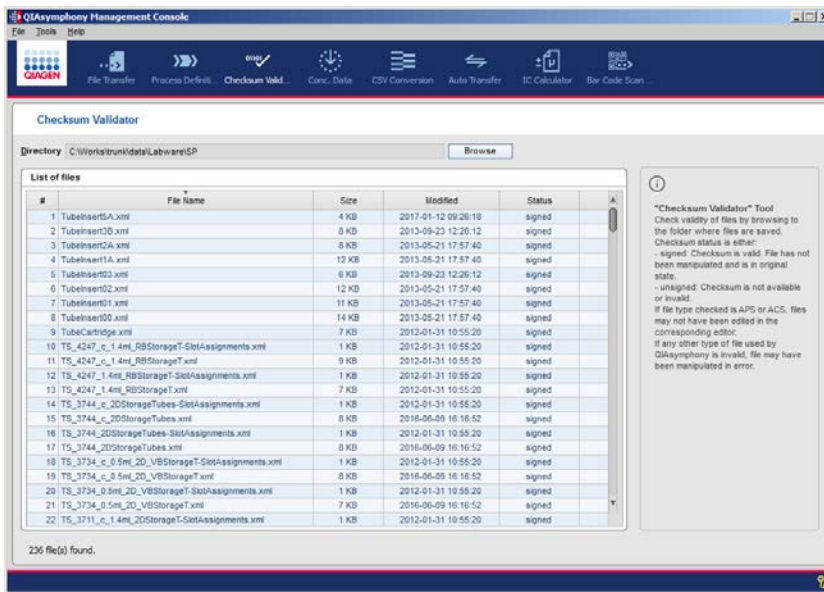 QIAsymphony Management Console
File Tools Help
QIAGEN
File Transfer Process Definiti... Checksum Valid... Conc. Data CSV Conversion Auto Transfer IC Calculator Bar Code Scan ...
Checksum Validator
Directory C:\Works\trunk\data\Labware\SP Browse
List of files
# File Name Size Modified Status
1 TubeInsert5A.xml 4 KB 2017-01-12 09:26:18 signed
2 TubeInsert3B.xml 8 KB 2013-09-23 12:26:12 signed
3 TubeInsert2A.xml 8 KB 2013-05-21 17:57:40 signed
4 TubeInsert1A.xml 12 KB 2013-05-21 17:57:40 signed
5 TubeInsert03.xml 6 KB 2013-09-23 12:26:12 signed
6 TubeInsert02.xml 12 KB 2013-05-21 17:57:40 signed
7 TubeInsert01.xml 11 KB 2013-05-21 17:57:40 signed
8 TubeInsert00.xml 14 KB 2013-05-21 17:57:40 signed
9 TubeCartridge.xml 7 KB 2012-01-31 10:55:20 signed
10 TS_4247_c_1.4ml_RBStorageT-SlotAssignments.xml 1 KB 2012-01-31 10:55:20 signed
11 TS_4247_c_1.4ml_RBStorageT.xml 9 KB 2012-01-31 10:55:20 signed
12 TS_4247_1.4ml_RBStorageT-SlotAssignments.xml 1 KB 2012-01-31 10:55:20 signed
13 TS_4247_1.4ml_RBStorageT.xml 7 KB 2012-01-31 10:55:20 signed
14 TS_3744_c_2DStorageTubes-SlotAssignments.xml 1 KB 2012-01-31 10:55:20 signed
15 TS_3744_c_2DStorageTubes.xml 8 KB 2016-06-09 16:16:52 signed
16 TS_3744_2DStorageTubes-SlotAssignments.xml 1 KB 2012-01-31 10:55:20 signed
17 TS_3744_2DStorageTubes.xml 8 KB 2016-06-09 16:16:52 signed
18 TS_3734_c_0.5ml_2D_VBStorageT-SlotAssignments.xml 1 KB 2012-01-31 10:55:20 signed
19 TS_3734_c_0.5ml_2D_VBStorageT.xml 8 KB 2016-06-09 16:16:52 signed
20 TS_3734_0.5ml_2D_VBStorageT-SlotAssignments.xml 1 KB 2012-01-31 10:55:20 signed
21 TS_3734_0.5ml_2D_VBStorageT.xml 7 KB 2016-06-09 16:16:52 signed
22 TS_3711_c_1.4ml_2DStorageT-SlotAssignments.xml 1 KB 2012-01-31 10:55:20 signed
236 file(s) found.
"Checksum Validator" Tool
Check validity of files by browsing to
the folder where files are saved.
Checksum status is either:
- signed: Checksum is valid. File has not
been manipulated and is in original
state.
- unsigned: Checksum is not available
or invalid.
If file type checked is APS or ACS, files
may not have been edited in the
corresponding editor.
If any other type of file used by
QIAsymphony is invalid, file may have
been manipulated in error.